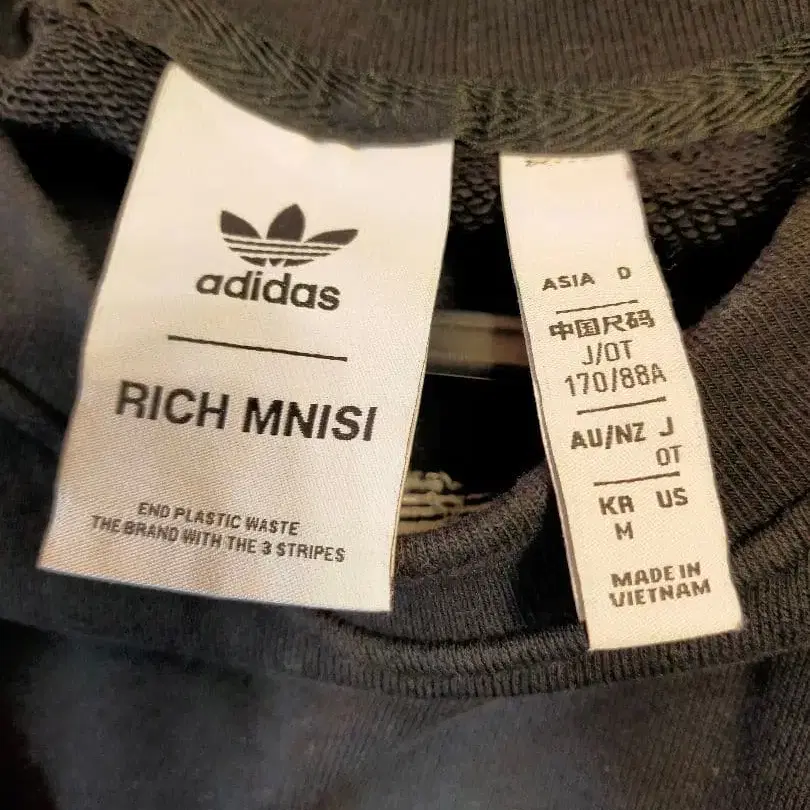 adidas
RICH MNISI
END PLASTIC WASTE
THE BRAND WITH THE 3 STRIPES
ASIA D
中国尺码
J/OT
170/88A
AU/NZ J
OT
KR US
M
MADE IN
VIETNAM